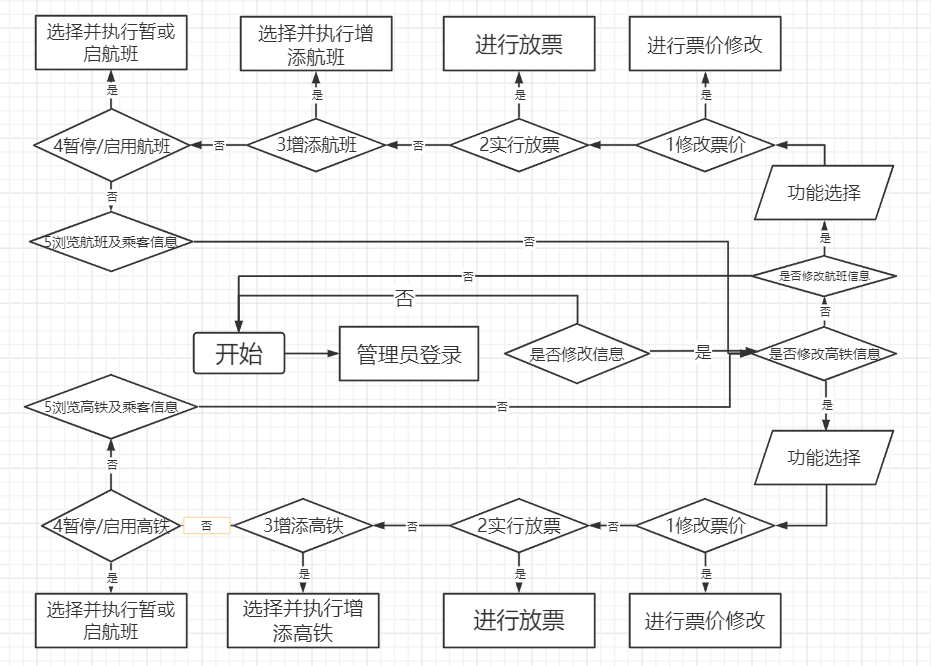 选择并执行暂或
启航班
选择并执行增
添航班
进行放票
进行票价修改
是
是
是
是
4暂停/启用航班
否
3增添航班
否
2实行放票
1修改票价
功能选择
否
5浏览航班及乘客信息
否
是
否
是否修改航班信息
否
否
开始
管理员登录
是否修改信息
是
是否修改高铁信息
5浏览高铁及乘客信息
否
是
功能选择
否
4暂停/启用高铁
否
3增添高铁
否
2实行放票
否
1修改票价
是
是
是
是
选择并执行暂或
启航班
选择并执行增
添高铁
进行放票
进行票价修改